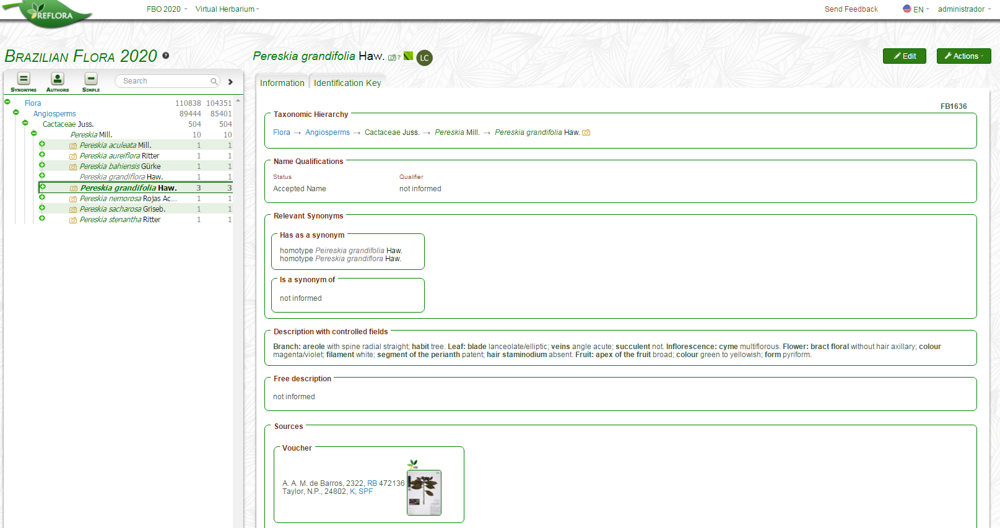 REFLORA
FBO 2020
Virtual Herbarium
Send Feedback
EN
administrador
BRAZILIAN FLORA 2020 ?
SYNONYMS AUTHORS SIMPLE
Search
Flora 110838 104351
Angiosperms 89444 85401
Cactaceae Juss. 504 504
Pereskia Mill. 10 10
Pereskia aculeata Mill. 1 1
Pereskia aureiflora Ritter 1 1
Pereskia bahiensis Gürke 1 1
Pereskia grandiflora Haw. 1 1
Pereskia grandifolia Haw. 3 3
Pereskia nemorosa Rojas Ac... 1 1
Pereskia sacharosa Griseb. 1 1
Pereskia stenantha Ritter 1 1
Pereskia grandifolia Haw. ? LC
Edit
Actions
Information
Identification Key
FB1636
Taxonomic Hierarchy
Flora → Angiosperms → Cactaceae Juss. → Pereskia Mill. → Pereskia grandifolia Haw.
Name Qualifications
Status Qualifier
Accepted Name not informed
Relevant Synonyms
Has as a synonym
homotype Peireskia grandifolia Haw.
homotype Pereskia grandiflora Haw.
Is a synonym of
not informed
Description with controlled fields
Branch: areole with spine radial straight; habit tree. Leaf: blade lanceolate/elliptic; veins angle acute; succulent not. Inflorescence: cyme multiflorous. Flower: bract floral without hair axillary; colour
magenta/violet; filament white; segment of the perianth patent; hair staminodium absent. Fruit: apex of the fruit broad; colour green to yellowish; form pyriform.
Free description
not informed
Sources
Voucher
HV
A. A. M. de Barros, 2322, RB 472136
Taylor, N.P., 24802, K, SPF